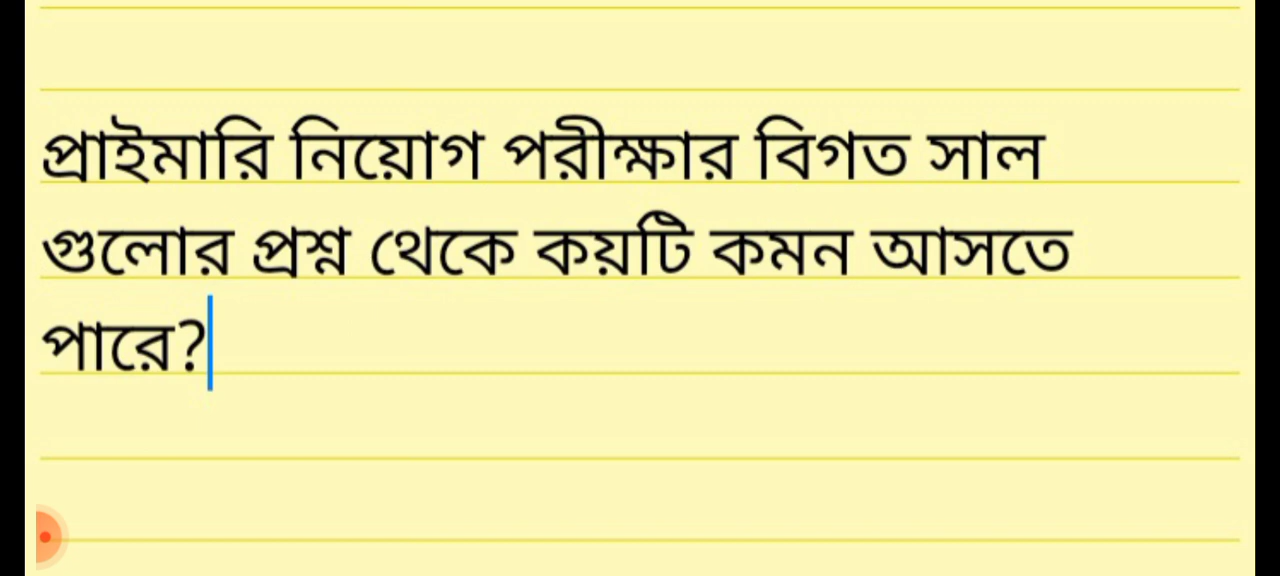 প্রাইমারি নিয়োগ পরীক্ষার বিগত সাল
গুলোর প্রশ্ন থেকে কয়টি কমন আসতে
পারে?